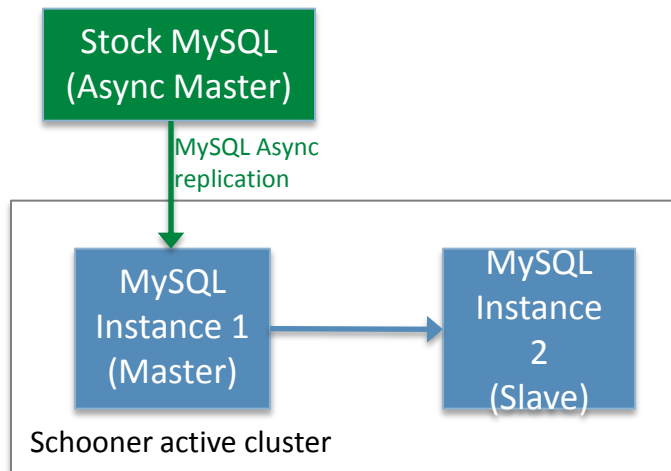 Stock MySQL
(Async Master)
MySQL Async
replication
MySQL
Instance 1
(Master)
MySQL
Instance
2
(Slave)
Schooner active cluster